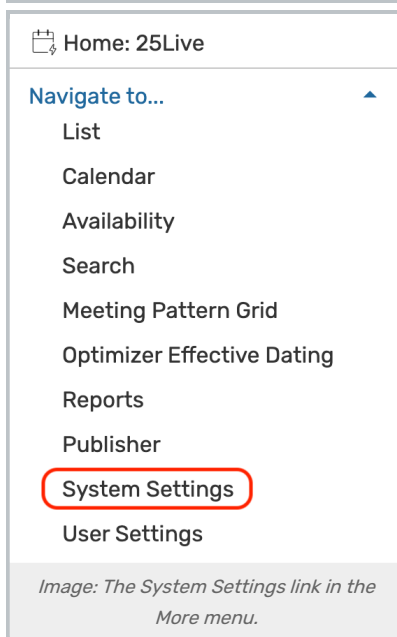 Home: 25Live
Navigate to...
List
Calendar
Availability
Search
Meeting Pattern Grid
Optimizer Effective Dating
Reports
Publisher
System Settings
User Settings
Image: The System Settings link in the
More menu.